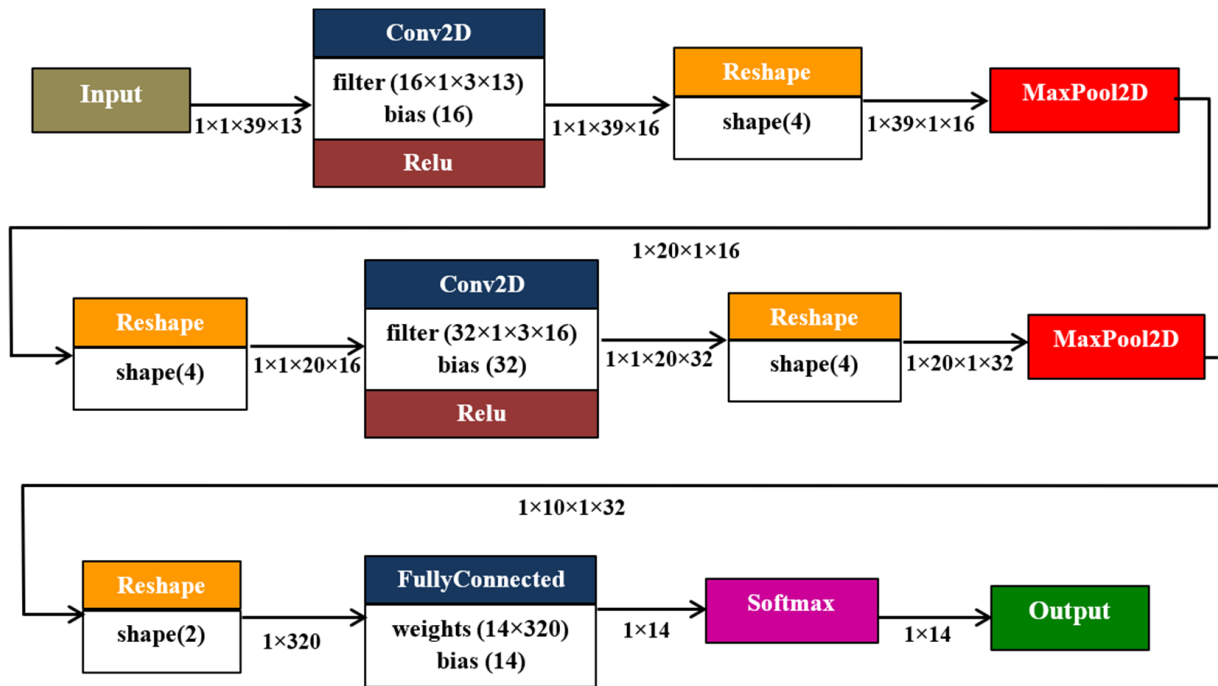 Input
1×1×39×13
Conv2D
filter (16×1×3×13)
bias (16)
Relu
1×1×39×16
Reshape
shape(4)
1×39×1×16
MaxPool2D
1×20×1×16
Reshape
shape(4)
1×1×20×16
Conv2D
filter (32×1×3×16)
bias (32)
Relu
1×1×20×32
Reshape
shape(4)
1×20×1×32
MaxPool2D
1×10×1×32
Reshape
shape(2)
1×320
FullyConnected
weights (14×320)
bias (14)
1×14
Softmax
1×14
Output